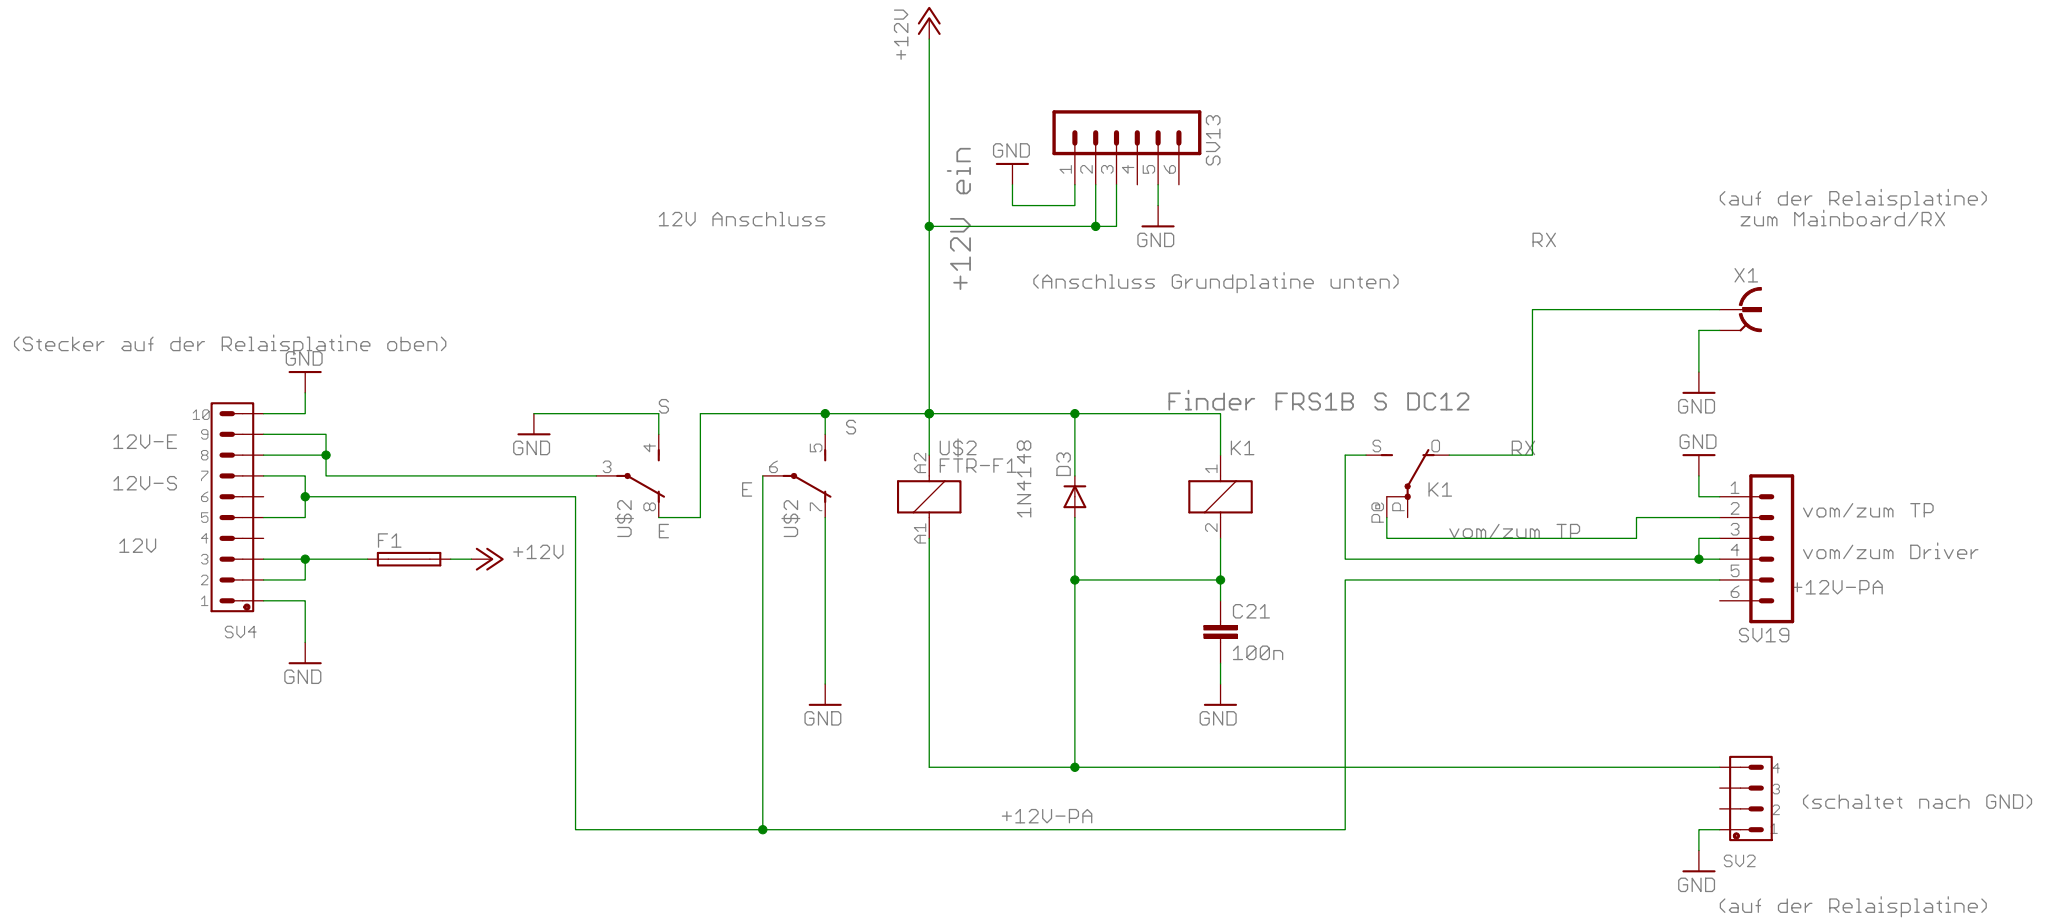 +12V
SV13
GND
1 2 3 4 5 6
+12V ein
12V Anschluss
GND
(Anschluss Grundplatine unten)
(auf der Relaisplatine)
zum Mainboard/RX
RX
X1
GND
(Stecker auf der Relaisplatine oben)
GND
10
9
8
7
6
5
4
3
2
1
12V-E
12V-S
12V
SV4
GND
F1
+12V
GND
S
4
3
8
U$2
E
S
5
6
E
7
U$2
GND
U$2
FTR-F1
A2
A1
D3
1N4148
Finder FRS1B S DC12
K1
1
2
C21
100n
GND
S
O
RX
K1
P
vom/zum TP
GND
1
2
3
4
5
6
vom/zum TP
vom/zum Driver
+12V-PA
SV19
+12V-PA
4
3
2
1
(schaltet nach GND)
SV2
GND
(auf der Relaisplatine)